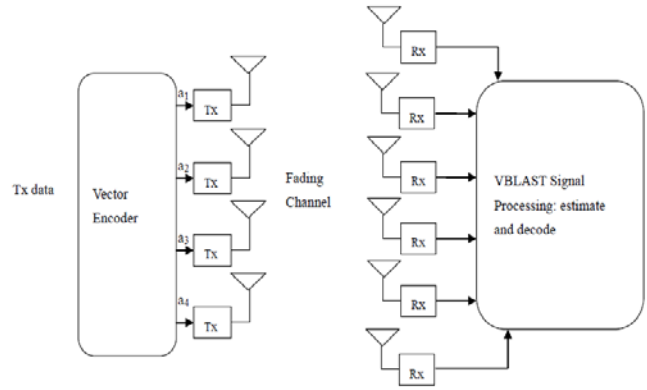 Tx data
Vector
Encoder
a1
Tx
a2
Tx
a3
Tx
a4
Tx
Fading
Channel
Rx
Rx
Rx
Rx
Rx
Rx
VBLAST Signal
Processing: estimate
and decode